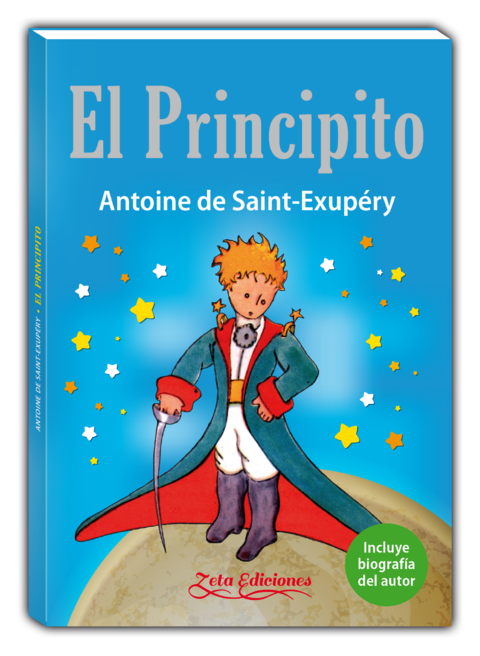 El Principito
Antoine de Saint-Exupéry
ANTOINE DE SAINT-EXUPÉRY • EL PRINCIPITO
Incluye
biografía
del autor
Zeta Ediciones